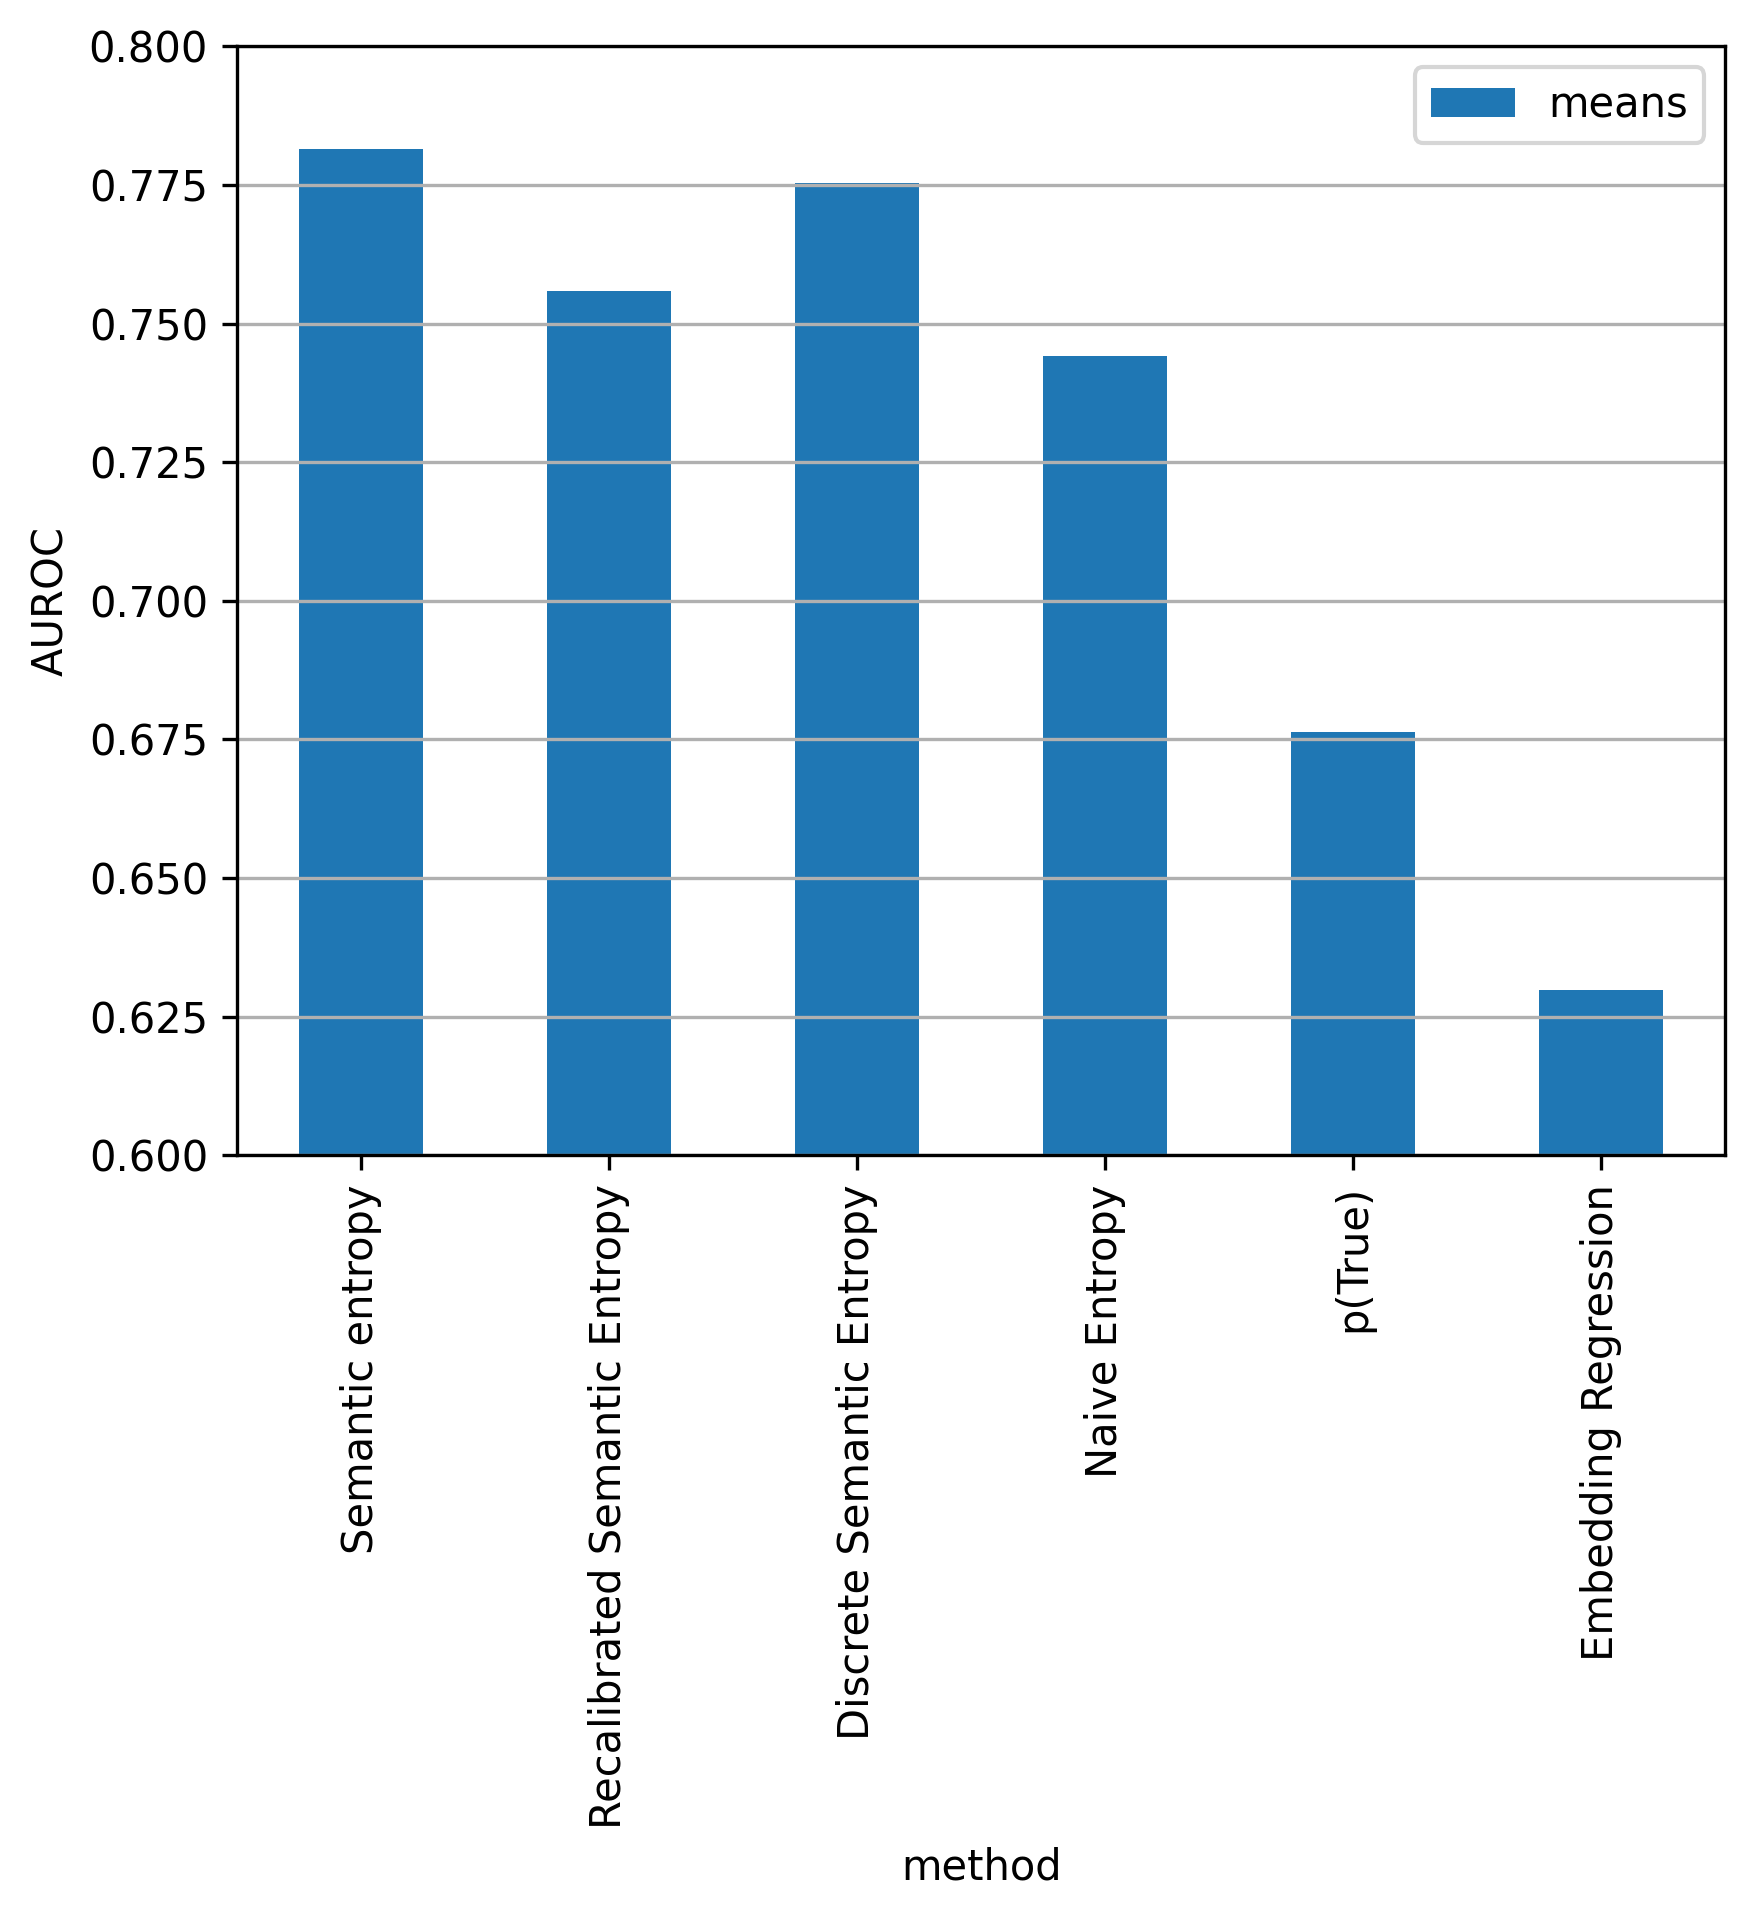 means
AUROC
0.800
0.775
0.750
0.725
0.700
0.675
0.650
0.625
0.600
Semantic entropy
Recalibrated Semantic Entropy
Discrete Semantic Entropy
Naive Entropy
p(True)
Embedding Regression
method